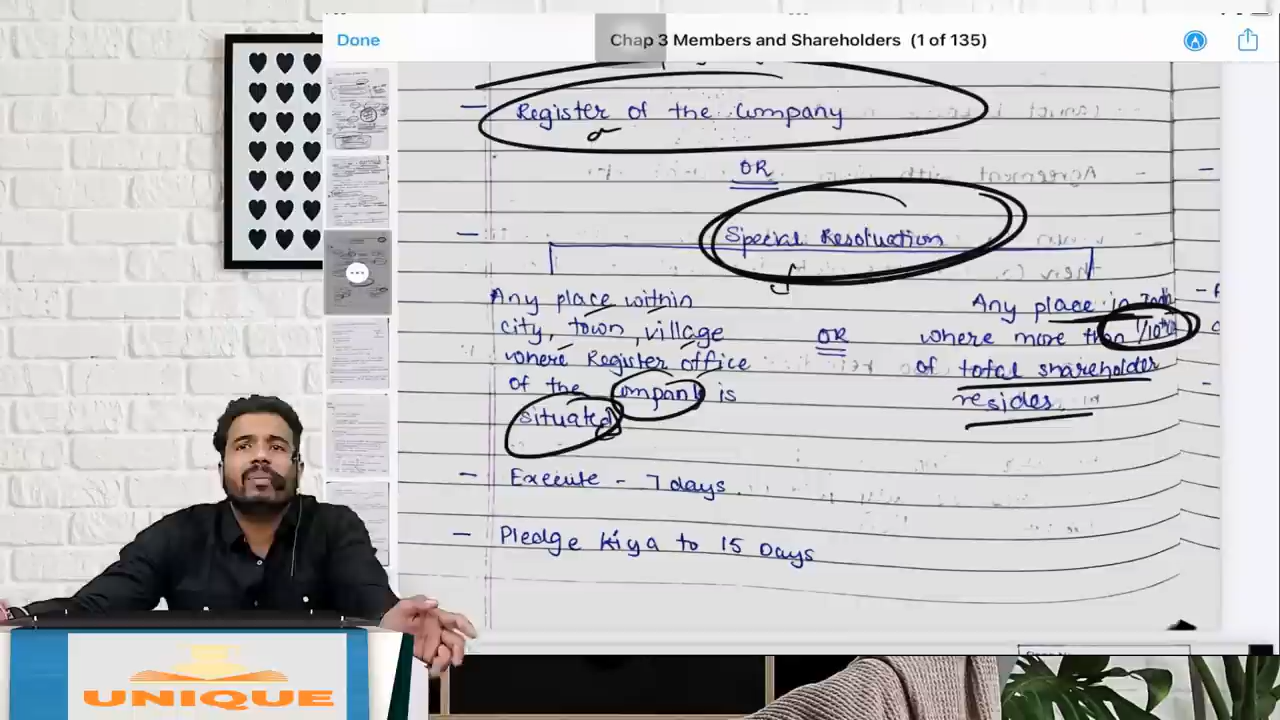 Done
Chap 3 Members and Shareholders (1 of 135)
— Register of the Company
OR
— Special Resolution
Any place within
city, town, village
where Register office
of the company is
situated
OR
Any place in
where more than 1/10th
of total shareholder
resides.
— Execute - 7 days
— Pledge kiya to 15 Days
UNIQUE